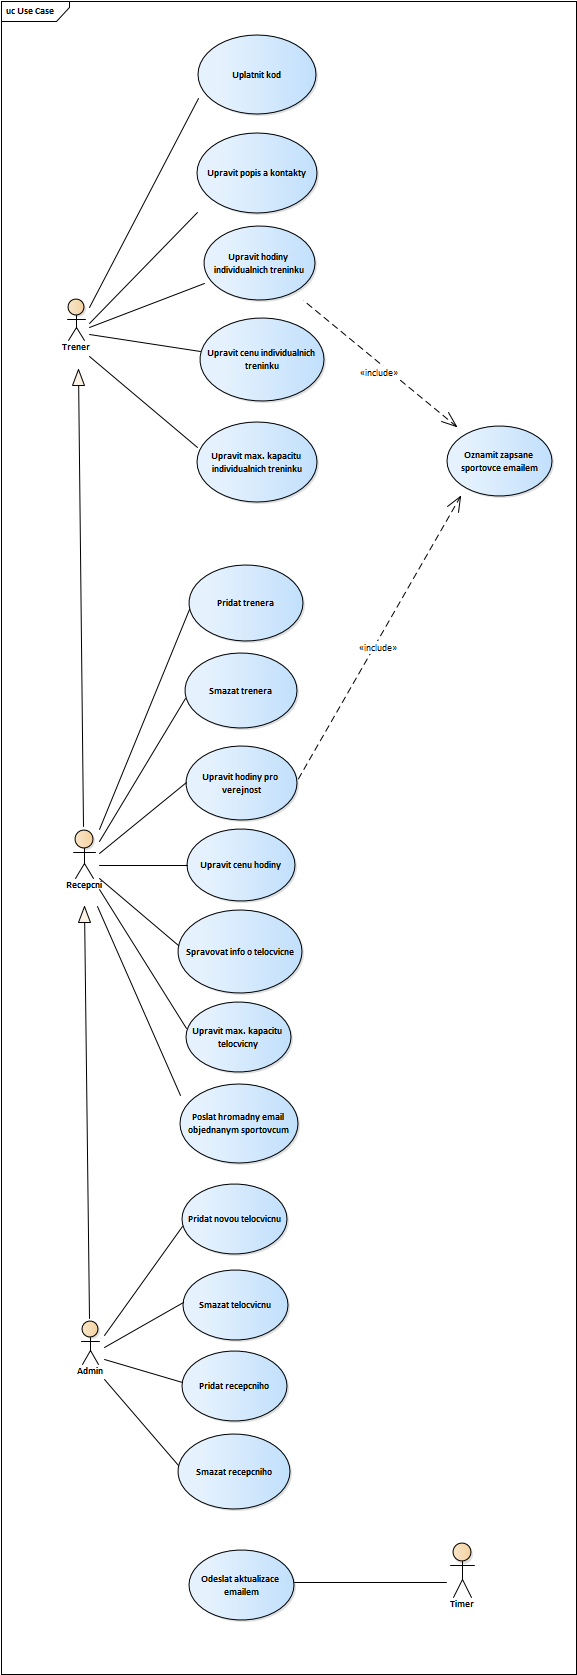 uc Use Case
Uplatnit kod
Upravit popis a kontakty
Upravit hodiny
individualnich treninku
Trener
Upravit cenu individualnich
treninku
«include»
Upravit max. kapacitu
individualnich treninku
Oznamit zapsane
sportovce emailem
Pridat trenera
«include»
Smazat trenera
Upravit hodiny pro
verejnost
Upravit cenu hodiny
Recepcni
Spravovat info o telocvicne
Upravit max. kapacitu
telocvicny
Poslat hromadny email
objednanym sportovcum
Pridat novou telocvicnu
Smazat telocvicnu
Admin
Pridat recepcniho
Smazat recepcniho
Odeslat aktualizace
emailem
Timer